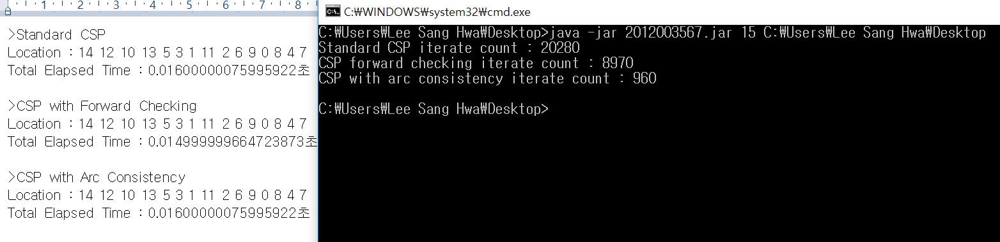 1 2 3 4 5 6 7 8
>Standard CSP
Location : 14 12 10 13 5 3 1 11 2 6 9 0 8 4 7
Total Elapsed Time : 0.01600000075995922초
>CSP with Forward Checking
Location : 14 12 10 13 5 3 1 11 2 6 9 0 8 4 7
Total Elapsed Time : 0.014999999664723873초
>CSP with Arc Consistency
Location : 14 12 10 13 5 3 1 11 2 6 9 0 8 4 7
Total Elapsed Time : 0.01600000075995922초
C:\WINDOWS\system32\cmd.exe
C:₩Users₩Lee Sang Hwa₩Desktop>java -jar 2012003567.jar 15 C:₩Users₩Lee Sang Hwa₩Desktop
Standard CSP iterate count : 20280
CSP forward checking iterate count : 8970
CSP with arc consistency iterate count : 960
C:₩Users₩Lee Sang Hwa₩Desktop>